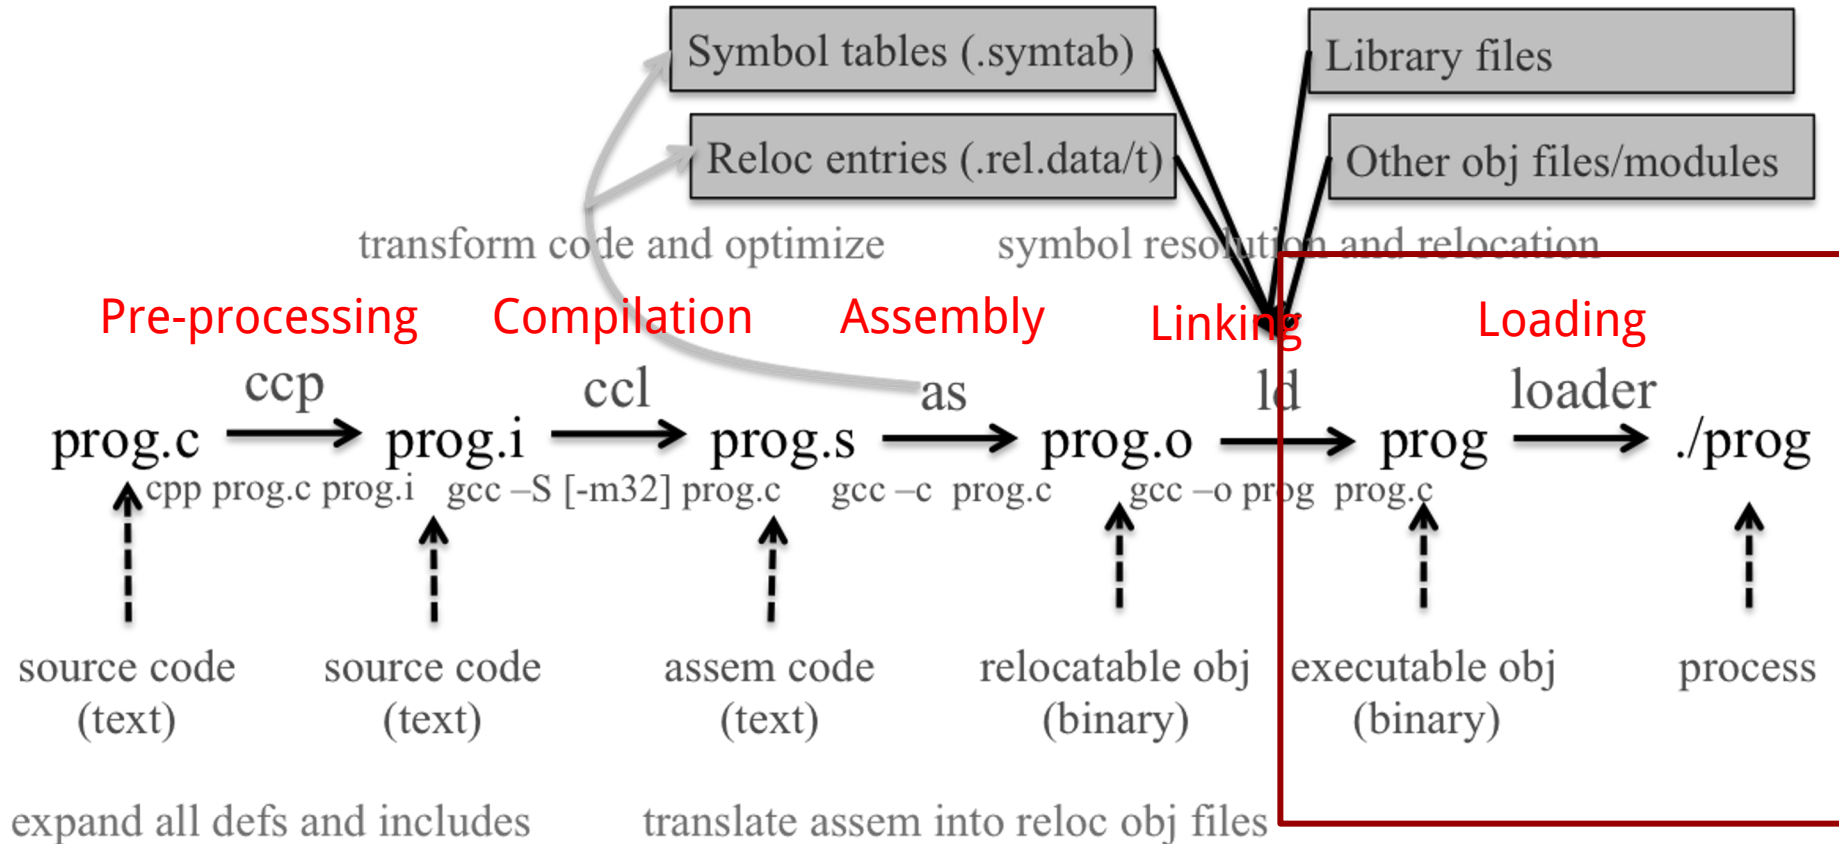 Symbol tables (.symtab)
Library files
Reloc entries (.rel.data/t)
Other obj files/modules
transform code and optimize
symbol resolution and relocation
Pre-processing
Compilation
Assembly
Linking
Loading
ccp
ccl
as
ld
loader
prog.c
prog.i
prog.s
prog.o
prog
./prog
cpp prog.c prog.i
gcc –S [-m32] prog.c
gcc –c prog.c
gcc –o prog prog.c
source code
(text)
source code
(text)
assem code
(text)
relocatable obj
(binary)
executable obj
(binary)
process
expand all defs and includes
translate assem into reloc obj files